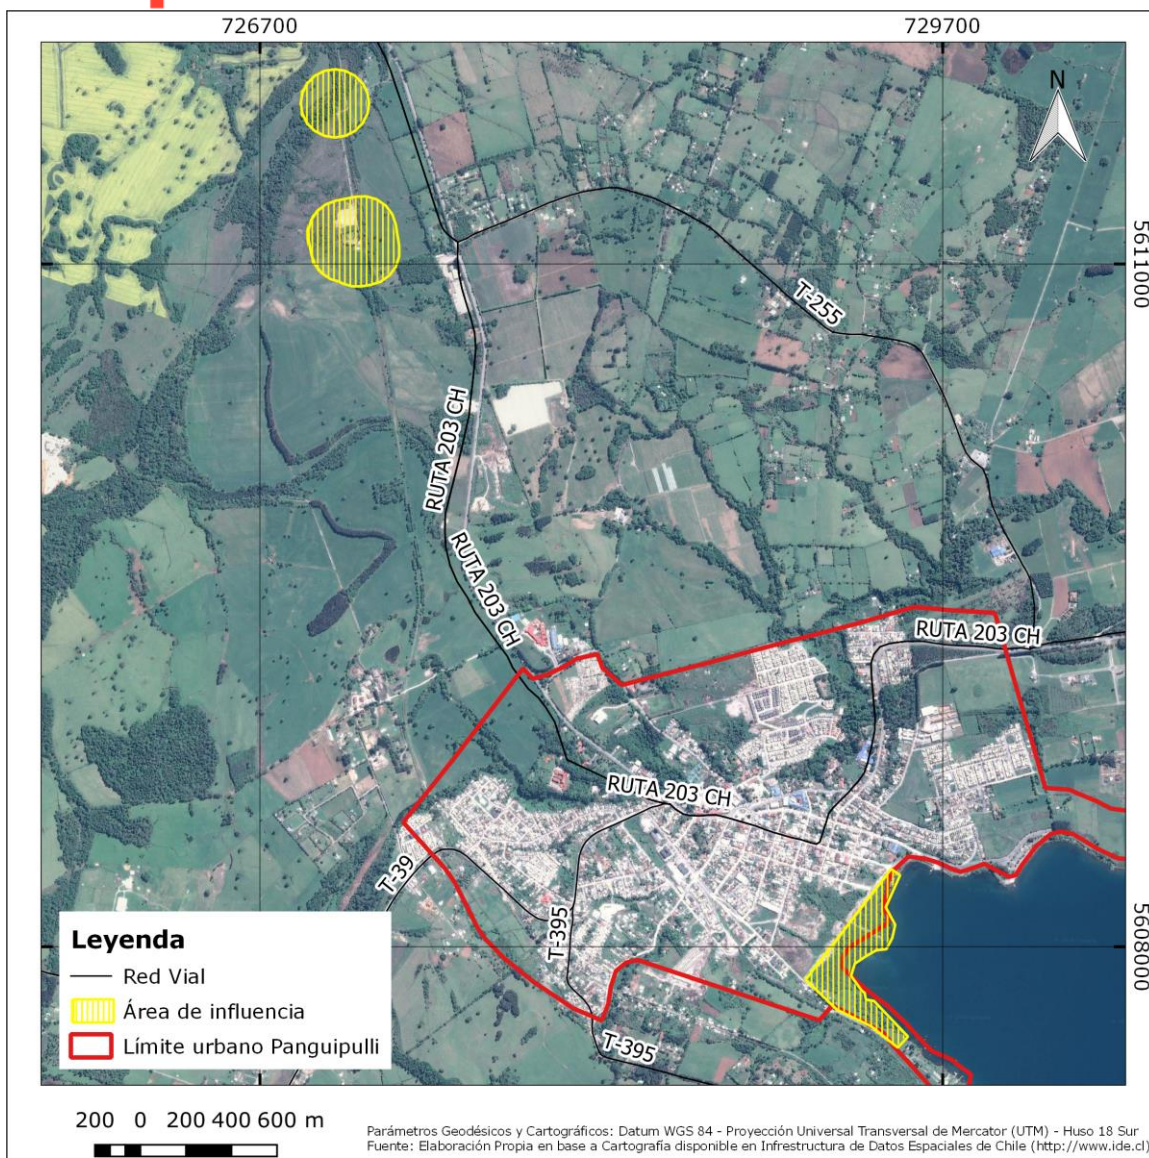 726700
729700
N
5611000
T-255
RUTA 203 CH
RUTA 203 CH
RUTA 203 CH
RUTA 203 CH
T-39
T-395
5608000
T-395
Leyenda
Red Vial
Área de influencia
Límite urbano Panguipulli
200 0 200 400 600 m
Parámetros Geodésicos y Cartográficos: Datum WGS 84 - Proyección Universal Transversal de Mercator (UTM) - Huso 18 Sur
Fuente: Elaboración Propia en base a Cartografía disponible en Infrestructura de Datos Espaciales de Chile (http://www.ide.cl)